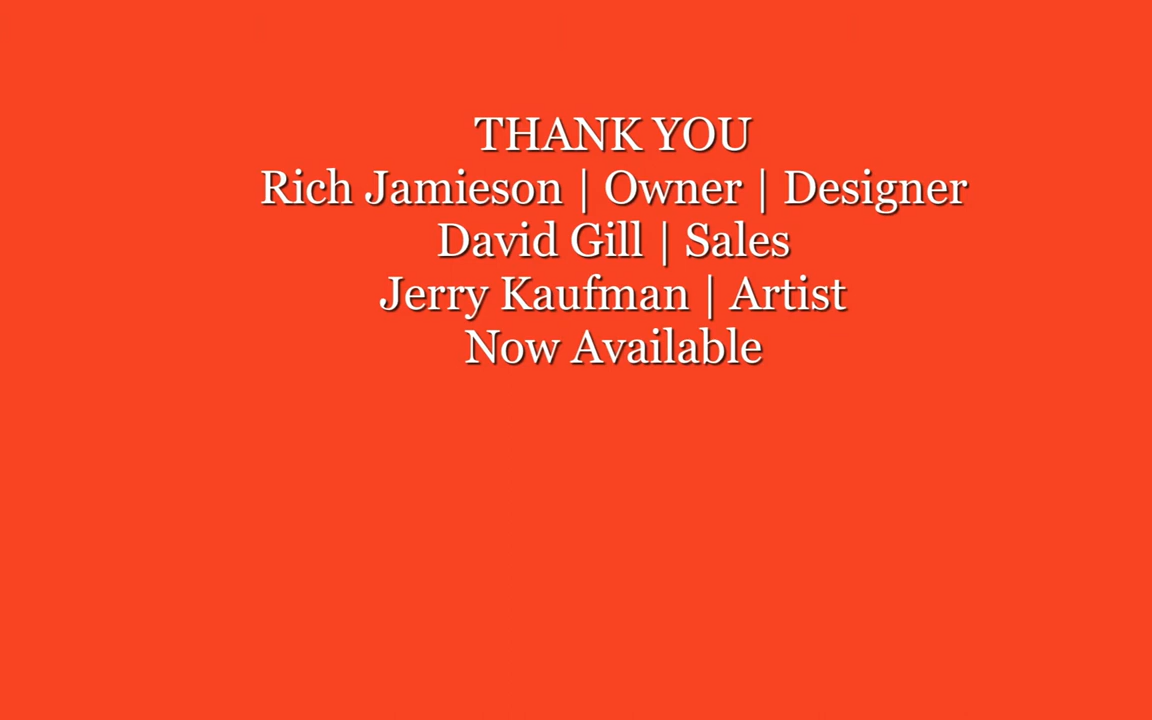 THANK YOU
Rich Jamieson | Owner | Designer
David Gill | Sales
Jerry Kaufman | Artist
Now Available